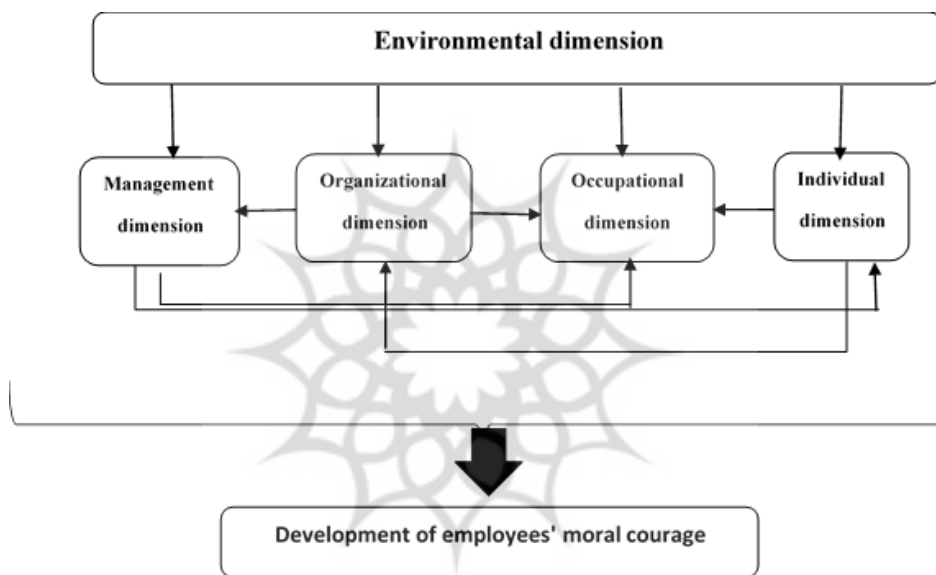 Environmental dimension
Management
dimension
Organizational
dimension
Occupational
dimension
Individual
dimension
Development of employees' moral courage